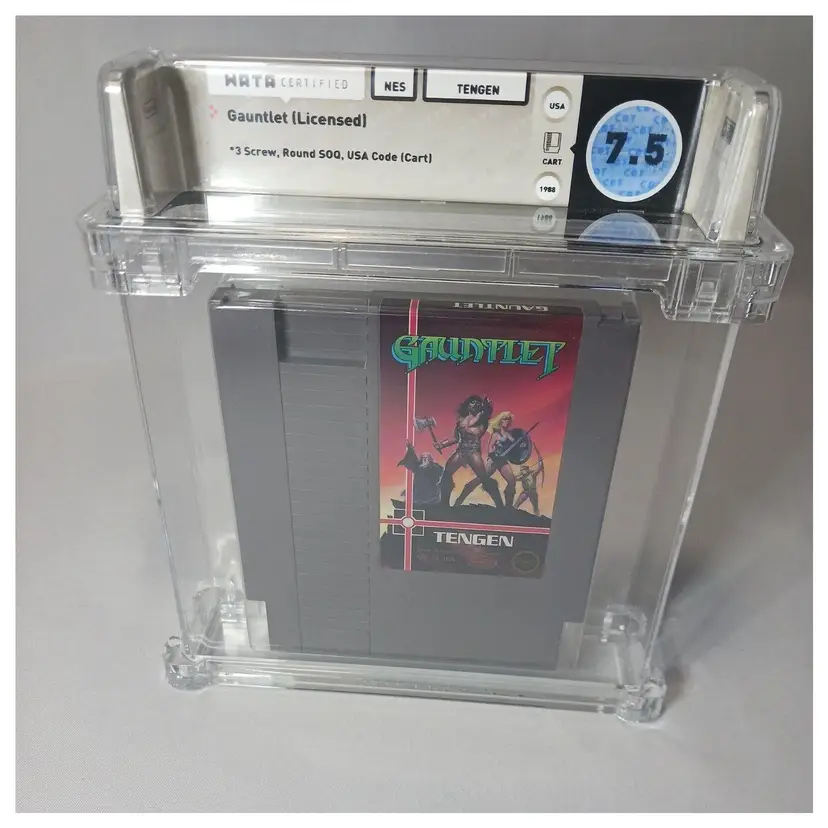 WATA CERTIFIED
NES
TENGEN
USA
Gauntlet (Licensed)
*3 Screw, Round SOQ, USA Code (Cart)
CART
1988
7.5
GAUNTLET
GAUNTLET
TENGEN